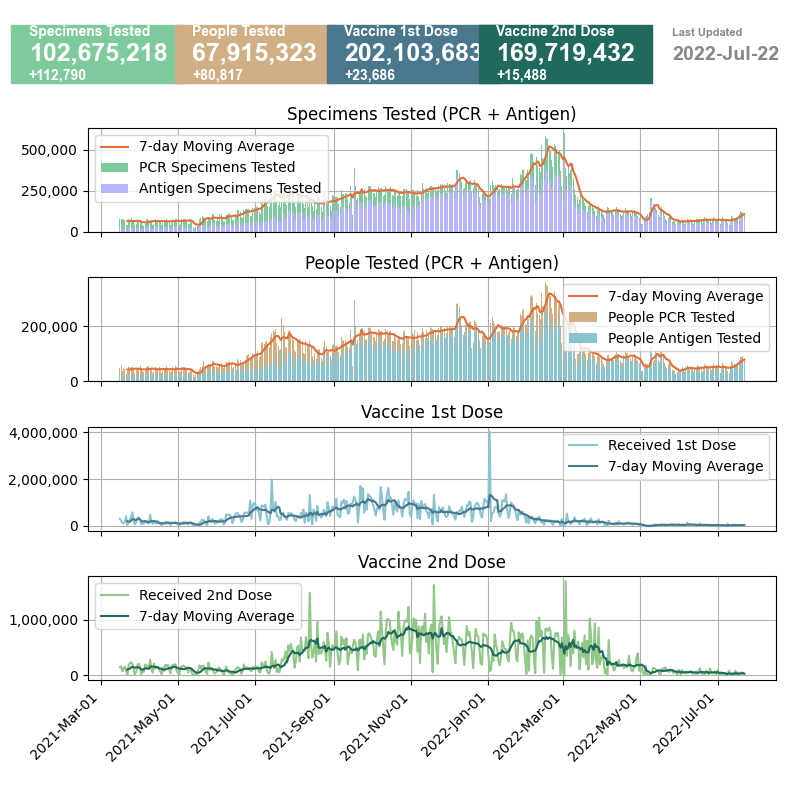 Specimens Tested
102,675,218
+112,790
People Tested
67,915,323
+80,817
Vaccine 1st Dose
202,103,683
+23,686
Vaccine 2nd Dose
169,719,432
+15,488
Last Updated
2022-Jul-22
Specimens Tested (PCR + Antigen)
500,000
250,000
0
7-day Moving Average
PCR Specimens Tested
Antigen Specimens Tested
People Tested (PCR + Antigen)
200,000
0
7-day Moving Average
People PCR Tested
People Antigen Tested
Vaccine 1st Dose
4,000,000
2,000,000
0
Received 1st Dose
7-day Moving Average
Vaccine 2nd Dose
1,000,000
0
Received 2nd Dose
7-day Moving Average
2021-Mar-01
2021-May-01
2021-Jul-01
2021-Sep-01
2021-Nov-01
2022-Jan-01
2022-Mar-01
2022-May-01
2022-Jul-01